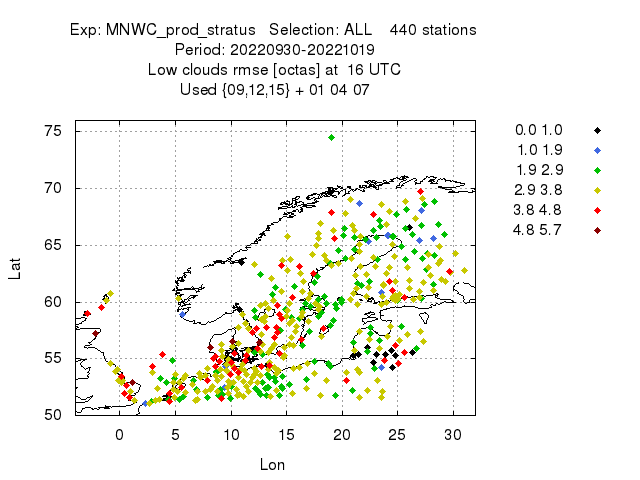 Exp: MNWC_prod_stratus Selection: ALL 440 stations
Period: 20220930-20221019
Low clouds rmse [octas] at 16 UTC
Used {09,12,15} + 01 04 07
0.0 1.0
1.0 1.9
1.9 2.9
2.9 3.8
3.8 4.8
4.8 5.7
75
70
65
60
55
50
Lat
0 5 10 15 20 25 30
Lon